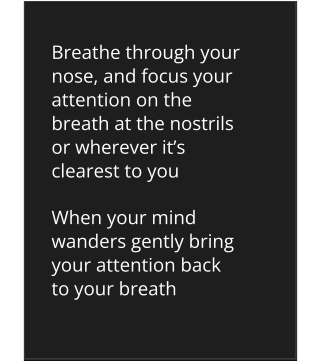 Breathe through your
nose, and focus your
attention on the
breath at the nostrils
or wherever it’s
clearest to you
When your mind
wanders gently bring
your attention back
to your breath